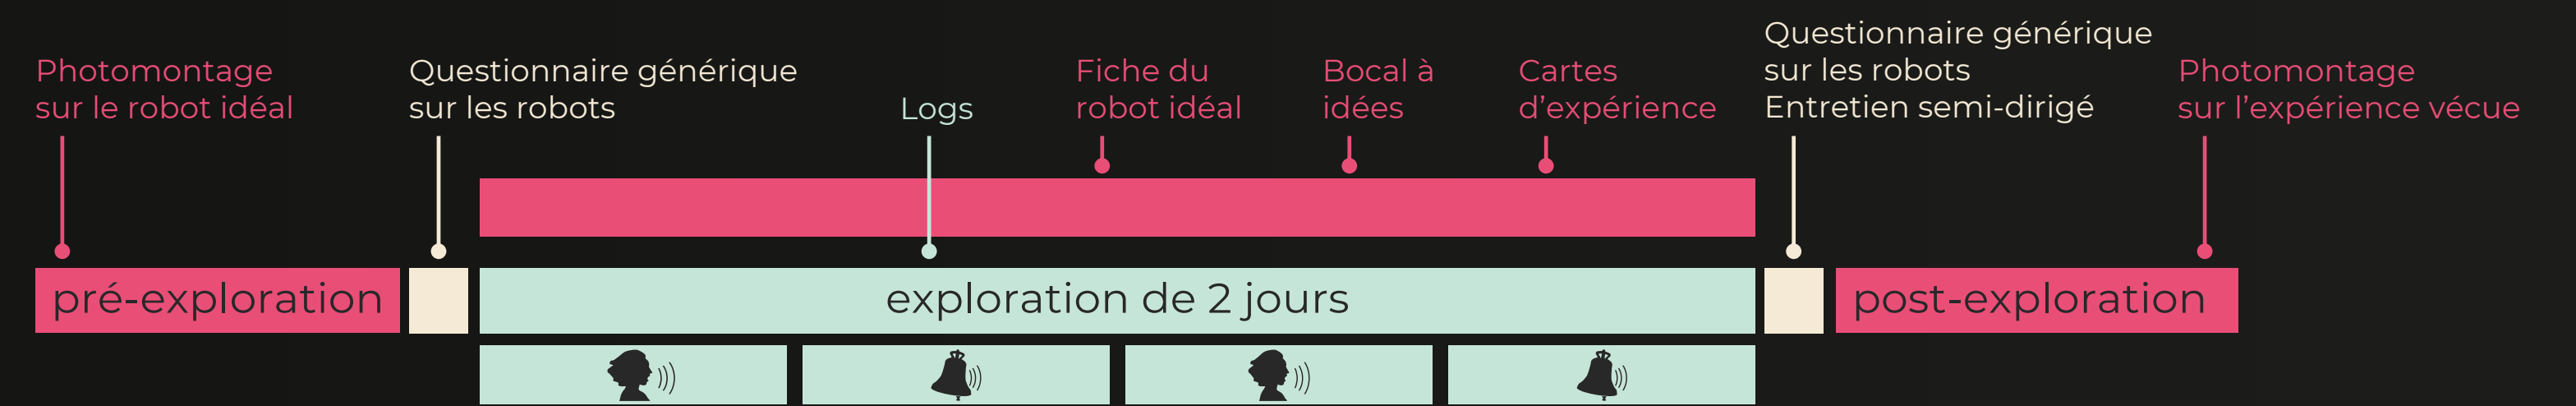 Photomontage
sur le robot idéal
Questionnaire générique
sur les robots
Logs
Fiche du
robot idéal
Bocal à
idées
Cartes
d’expérience
Questionnaire générique
sur les robots
Entretien semi-dirigé
Photomontage
sur l’expérience vécue
pré-exploration
exploration de 2 jours
post-exploration